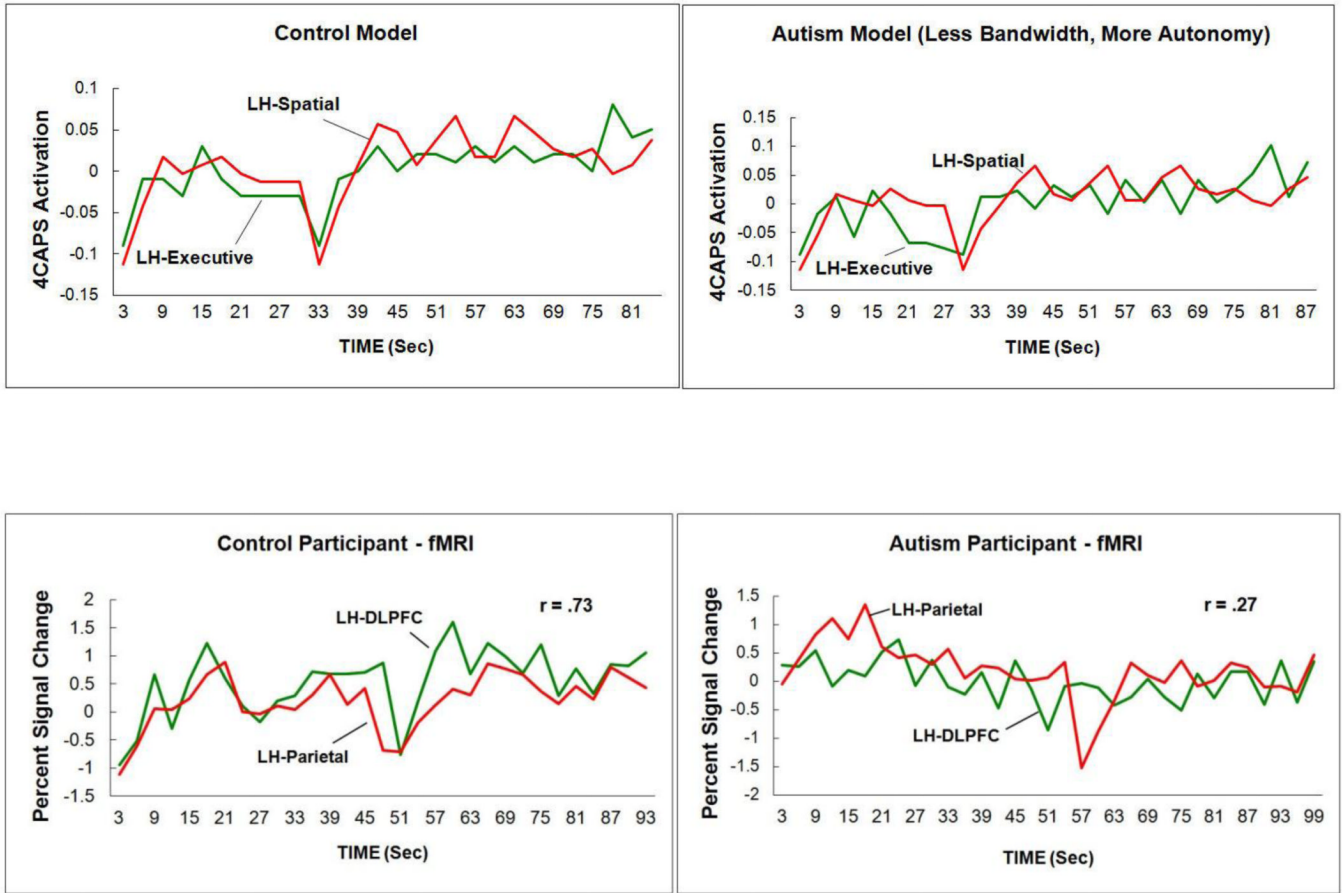 Control Model
4CAPS Activation
0.1
0.05
0
-0.05
-0.1
-0.15
LH-Spatial
LH-Executive
3 9 15 21 27 33 39 45 51 57 63 69 75 81
TIME (Sec)
Autism Model (Less Bandwidth, More Autonomy)
4CAPS Activation
0.15
0.1
0.05
0
-0.05
-0.1
-0.15
LH-Spatial
LH-Executive
3 9 15 21 27 33 39 45 51 57 63 69 75 81 87
TIME (Sec)
Control Participant - fMRI
Percent Signal Change
2
1.5
1
0.5
0
-0.5
-1
-1.5
r = .73
LH-DLPFC
LH-Parietal
3 9 15 21 27 33 39 45 51 57 63 69 75 81 87 93
TIME (Sec)
Autism Participant - fMRI
Percent Signal Change
1.5
1
0.5
0
-0.5
-1
-1.5
-2
LH-Parietal
r = .27
LH-DLPFC
3 9 15 21 27 33 39 45 51 57 63 69 75 81 87 93 99
TIME (Sec)